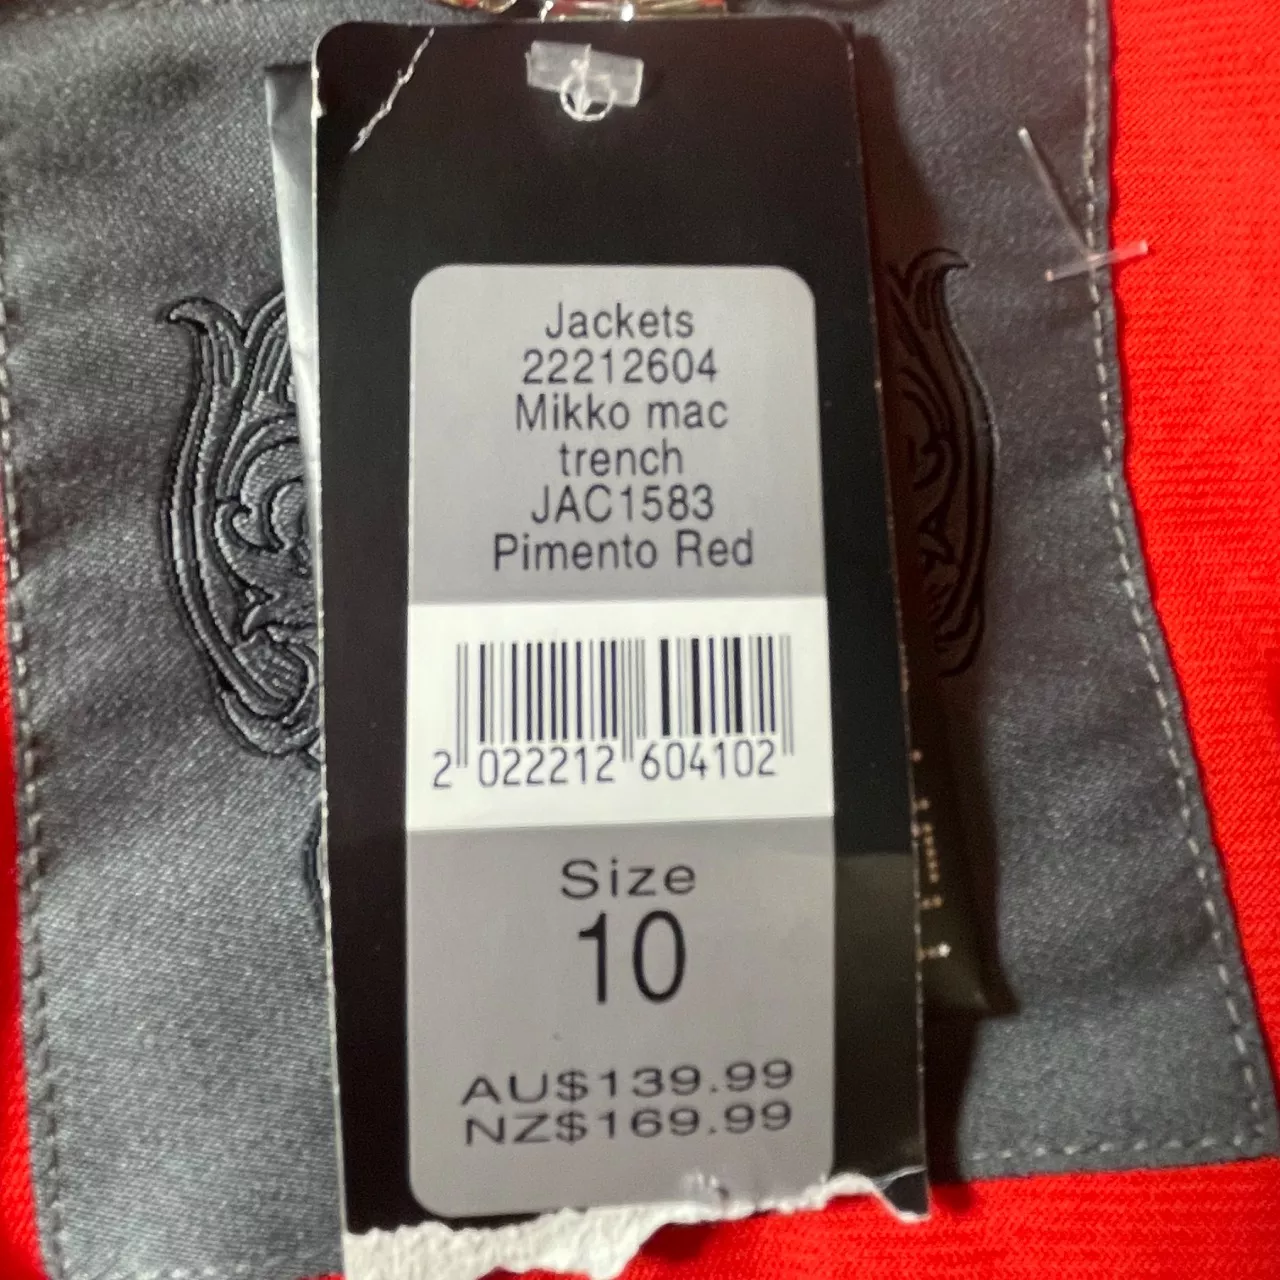 Jackets
22212604
Mikko mac
trench
JAC1583
Pimento Red
2 022212 604102
Size
10
AU$139.99
NZ$169.99